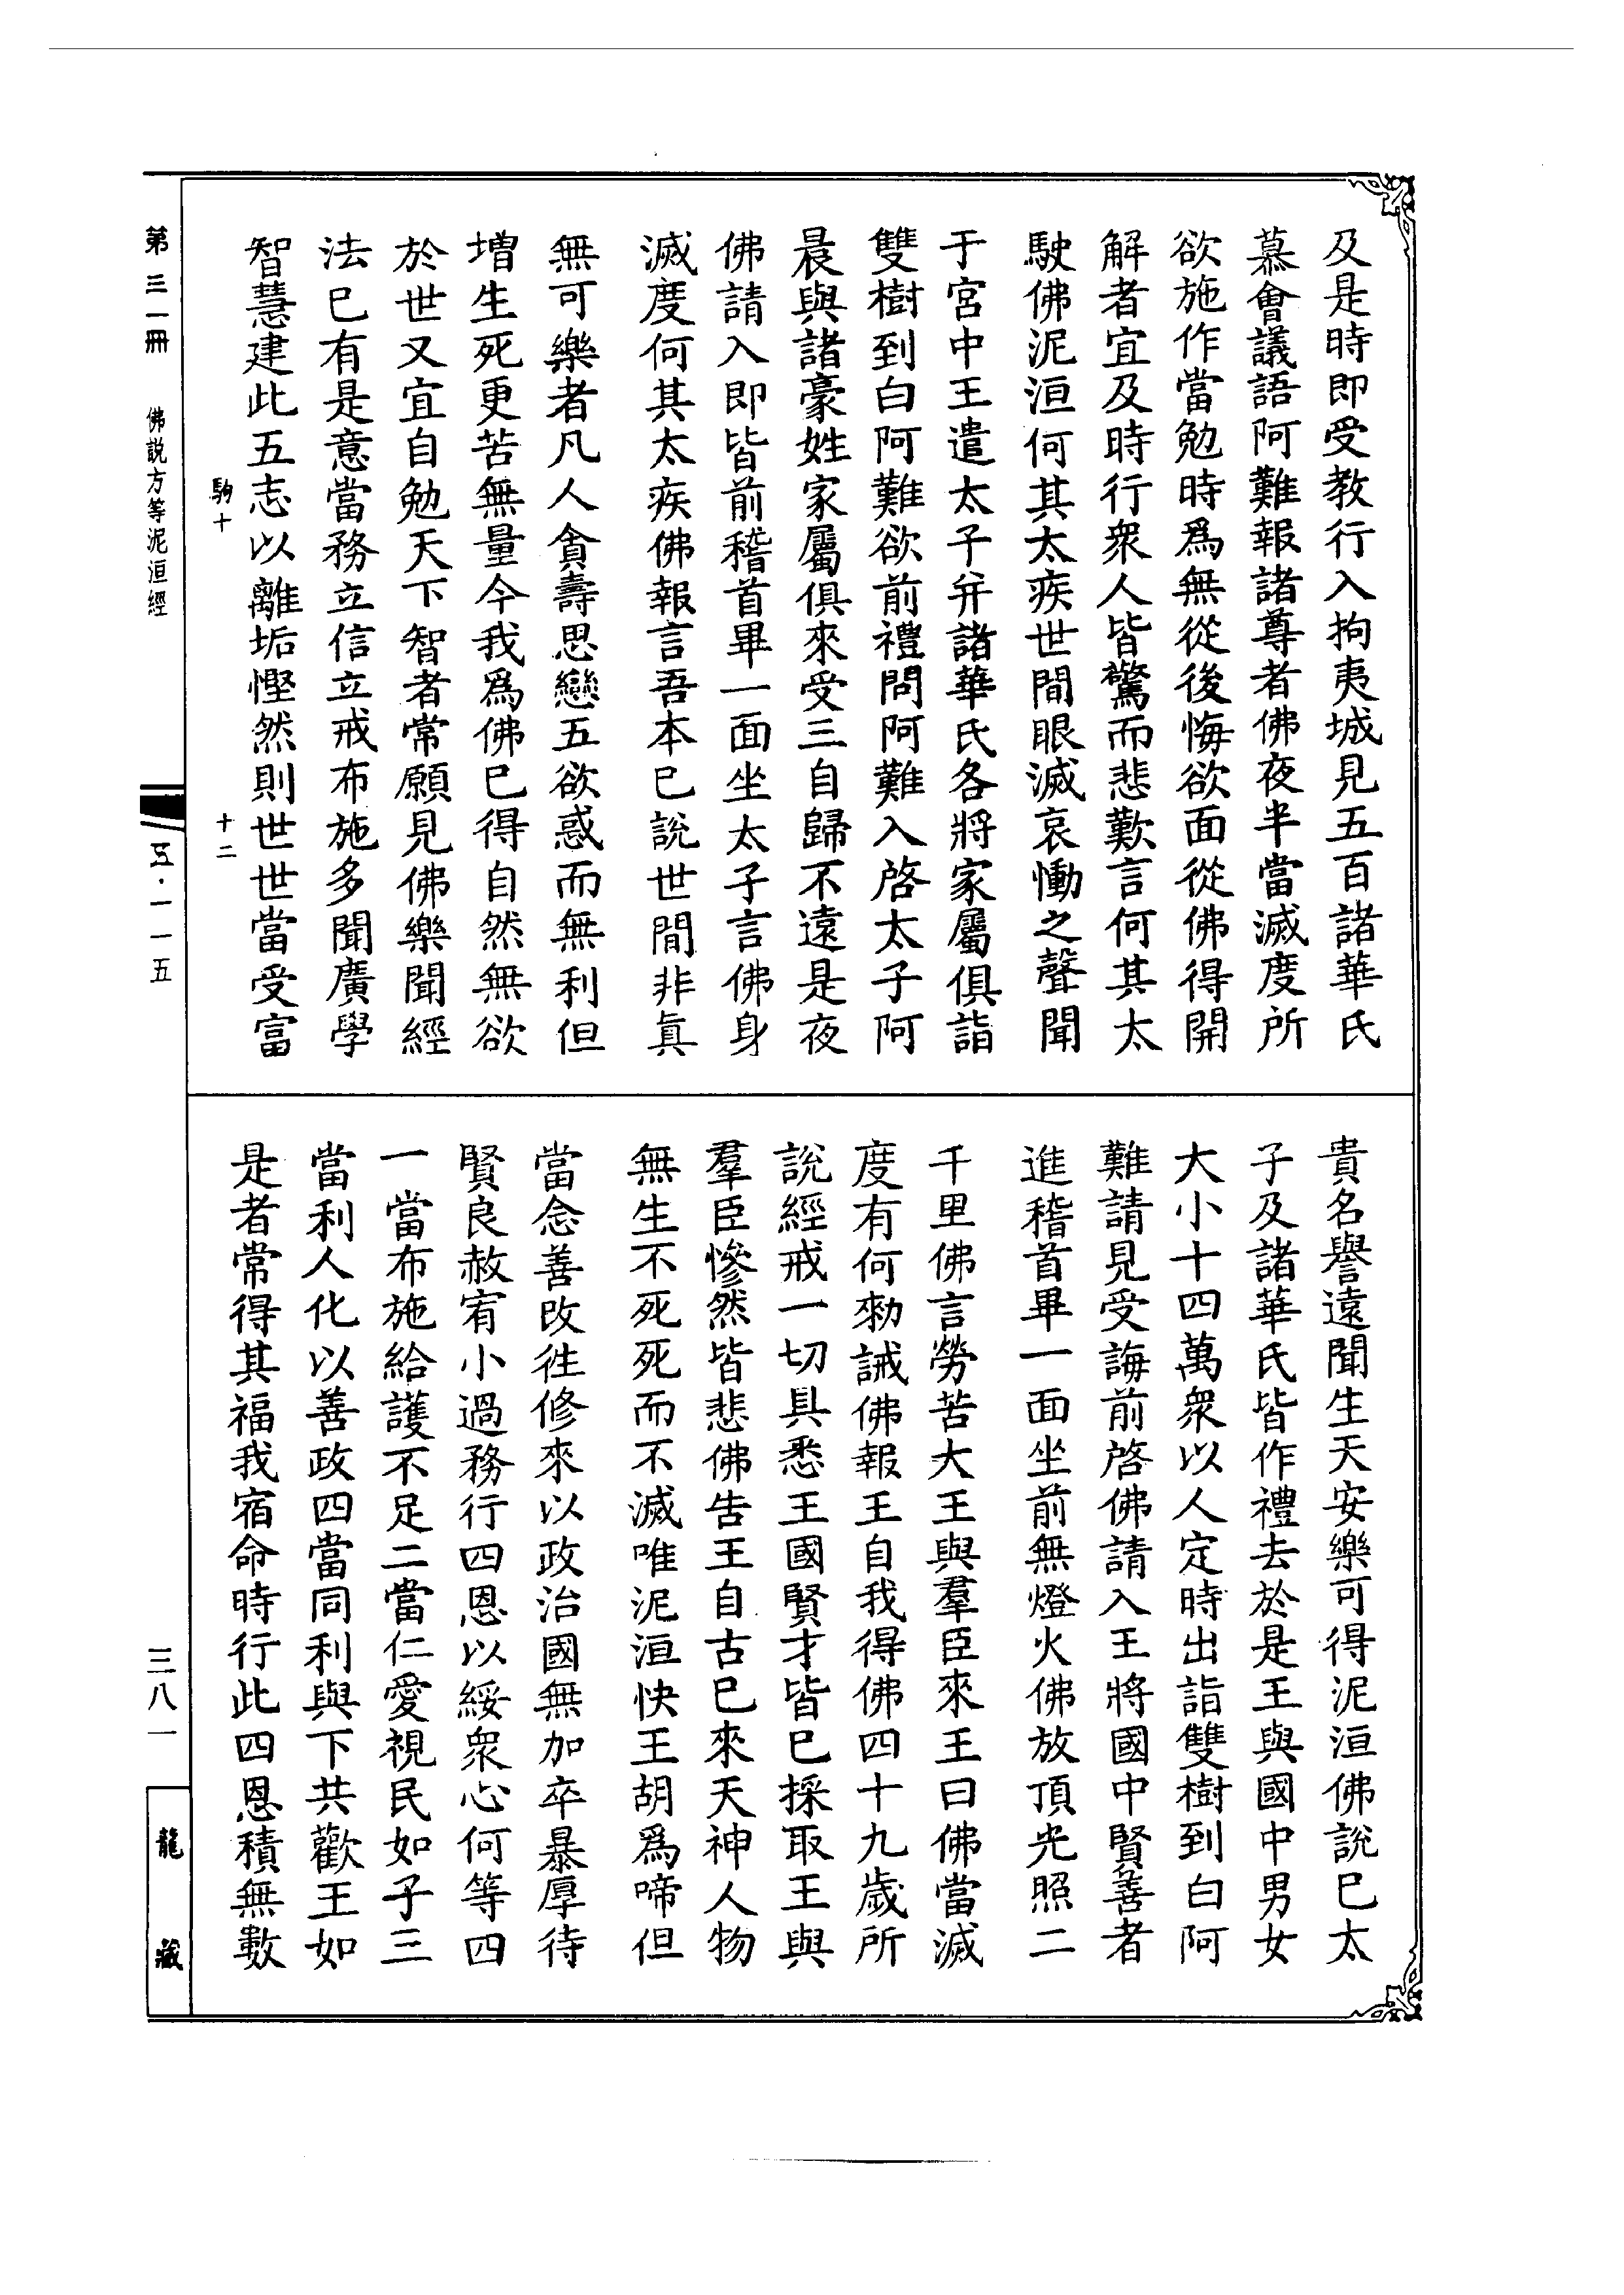 及是時即受教行入拘夷城見五百諸華氏
慕會議語阿難報諸尊者佛夜半當滅度所
欲施作當勉時爲無從後悔欲面從佛得開
解者宜及時行衆人皆驚而悲歎言何其太
駛佛泥洹何其太疾世間眼滅哀慟之聲聞
于宮中王遣太子并諸華氏各將家屬俱詣
雙樹到白阿難欲前禮問阿難入啓太子阿
晨與諸豪姓家屬俱來受三自歸不遠是夜
佛請入即皆前稽首畢一面坐太子言佛身
滅度何其太疾佛報言吾本已說世間非眞
無可樂者凡人貪壽思戀五欲惑而無利但
增生死更苦無量今我爲佛已得自然無欲
於世又宜自勉天下智者常願見佛樂聞經
法已有是意當務立信立戒布施多聞廣學
智慧建此五志以離垢慳然則世世當受富
貴名譽遠聞生天安樂可得泥洹佛說已太
子及諸華氏皆作禮去於是王與國中男女
大小十四萬衆以人定時出詣雙樹到白阿
難請見受誨前啓佛請入王將國中賢善者
進稽首畢一面坐前無燈火佛放頂光照二
千里佛言勞苦大王與羣臣來王曰佛當滅
度有何勑誡佛報王自我得佛四十九歲所
說經戒一切具悉王國賢才皆已採取王與
羣臣慘然皆悲佛告王自古已來天神人物
無生不死死而不滅唯泥洹快王胡爲啼但
當念善改徃修來以政治國無加卒暴厚待
賢良赦宥小過務行四恩以綏衆心何等四
一當布施給護不足二當仁愛視民如子三
當利人化以善政四當同利與下共歡王如
是者常得其福我宿命時行此四恩積無數
駒十
十二
第三一冊
佛說方等泥洹經
五·一一五
三八一
龍藏